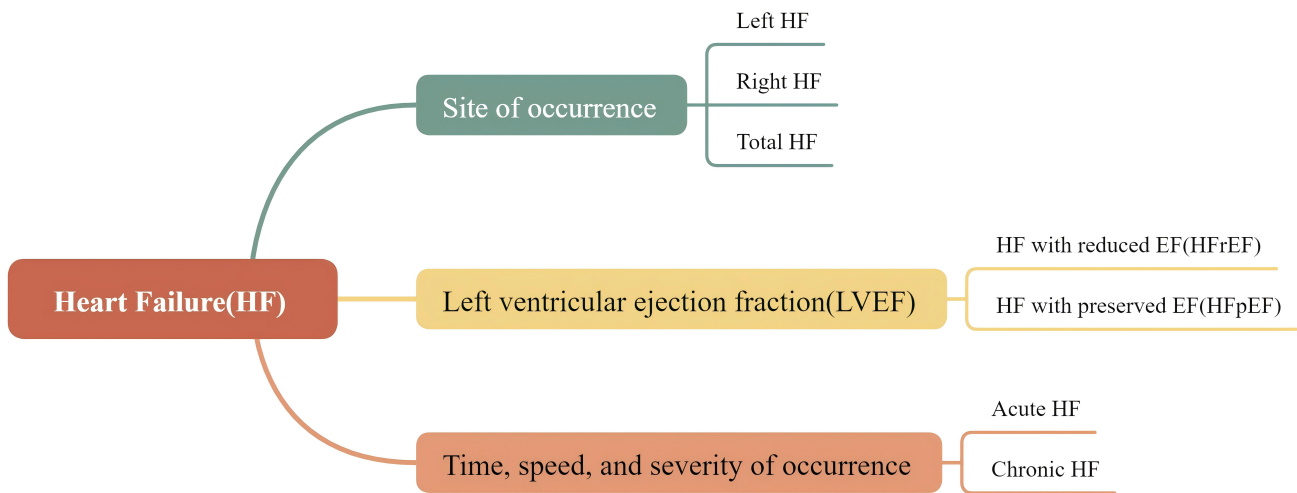 Left HF
Right HF
Site of occurrence
Total HF
HF with reduced EF(HFrEF)
Heart Failure(HF)
Left ventricular ejection fraction(LVEF)
HF with preserved EF(HFpEF)
Acute HF
Time, speed, and severity of occurrence
Chronic HF